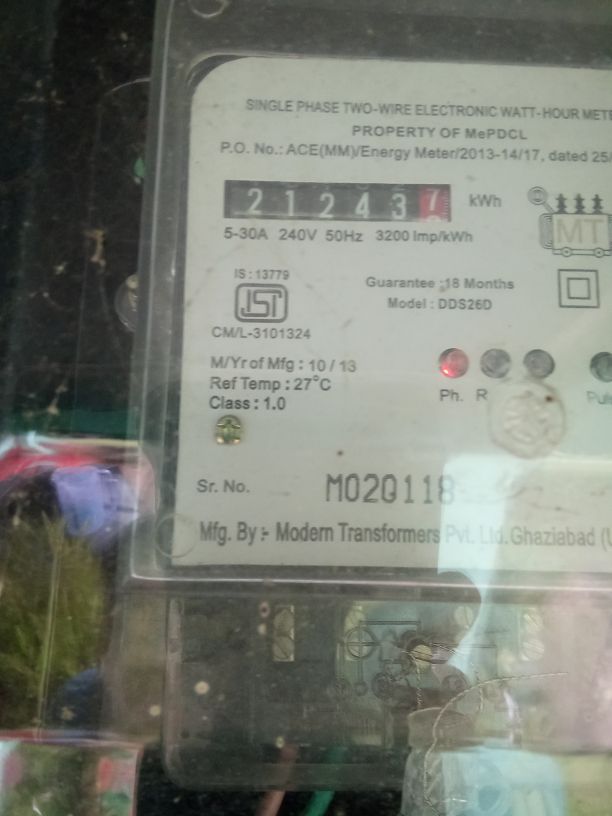 SINGLE PHASE TWO-WIRE ELECTRONIC WATT-HOUR
PROPERTY OF MePDCL
P.O. No.: ACE(MM)/Energy Meter/2013-14/17, dated 25/
212437 kWh
5-30A 240V 50Hz 3200 Imp/kWh
MT
IS : 13779
ISI
CM/L-3101324
Guarantee : 18 Months
Model : DDS26D
M/Yr of Mfg : 10 / 13
Ref Temp : 27°C
Class : 1.0
Ph. R
Sr. No. M020118
Mfg. By :- Modern Transformers Pvt. Ltd. Ghaziabad